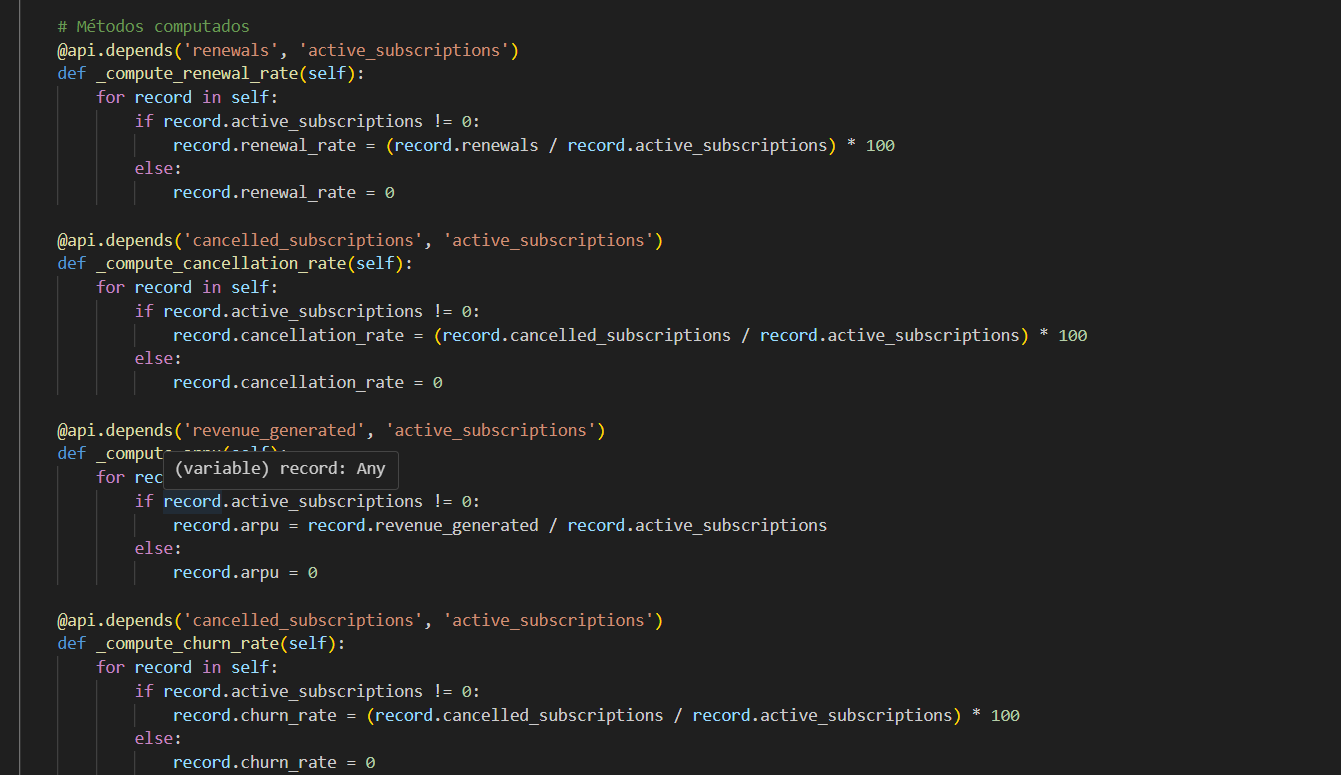 # Métodos computados
@api.depends('renewals', 'active_subscriptions')
def _compute_renewal_rate(self):
for record in self:
if record.active_subscriptions != 0:
record.renewal_rate = (record.renewals / record.active_subscriptions) * 100
else:
record.renewal_rate = 0
@api.depends('cancelled_subscriptions', 'active_subscriptions')
def _compute_cancellation_rate(self):
for record in self:
if record.active_subscriptions != 0:
record.cancellation_rate = (record.cancelled_subscriptions / record.active_subscriptions) * 100
else:
record.cancellation_rate = 0
@api.depends('revenue_generated', 'active_subscriptions')
def _compute_arpu(self):
(variable) record: Any
for rec
if record.active_subscriptions != 0:
record.arpu = record.revenue_generated / record.active_subscriptions
else:
record.arpu = 0
@api.depends('cancelled_subscriptions', 'active_subscriptions')
def _compute_churn_rate(self):
for record in self:
if record.active_subscriptions != 0:
record.churn_rate = (record.cancelled_subscriptions / record.active_subscriptions) * 100
else:
record.churn_rate = 0